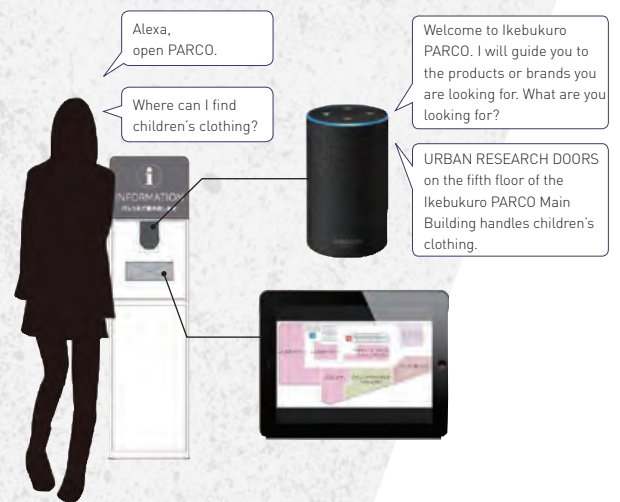 Alexa,
open PARCO.
Welcome to Ikebukuro
PARCO. I will guide you to
the products or brands you
are looking for. What are you
looking for?
Where can I find
children's clothing?
URBAN RESEARCH DOORS
on the fifth floor of the
Ikebukuro PARCO Main
Building handles children's
clothing.
i
INFORMATION